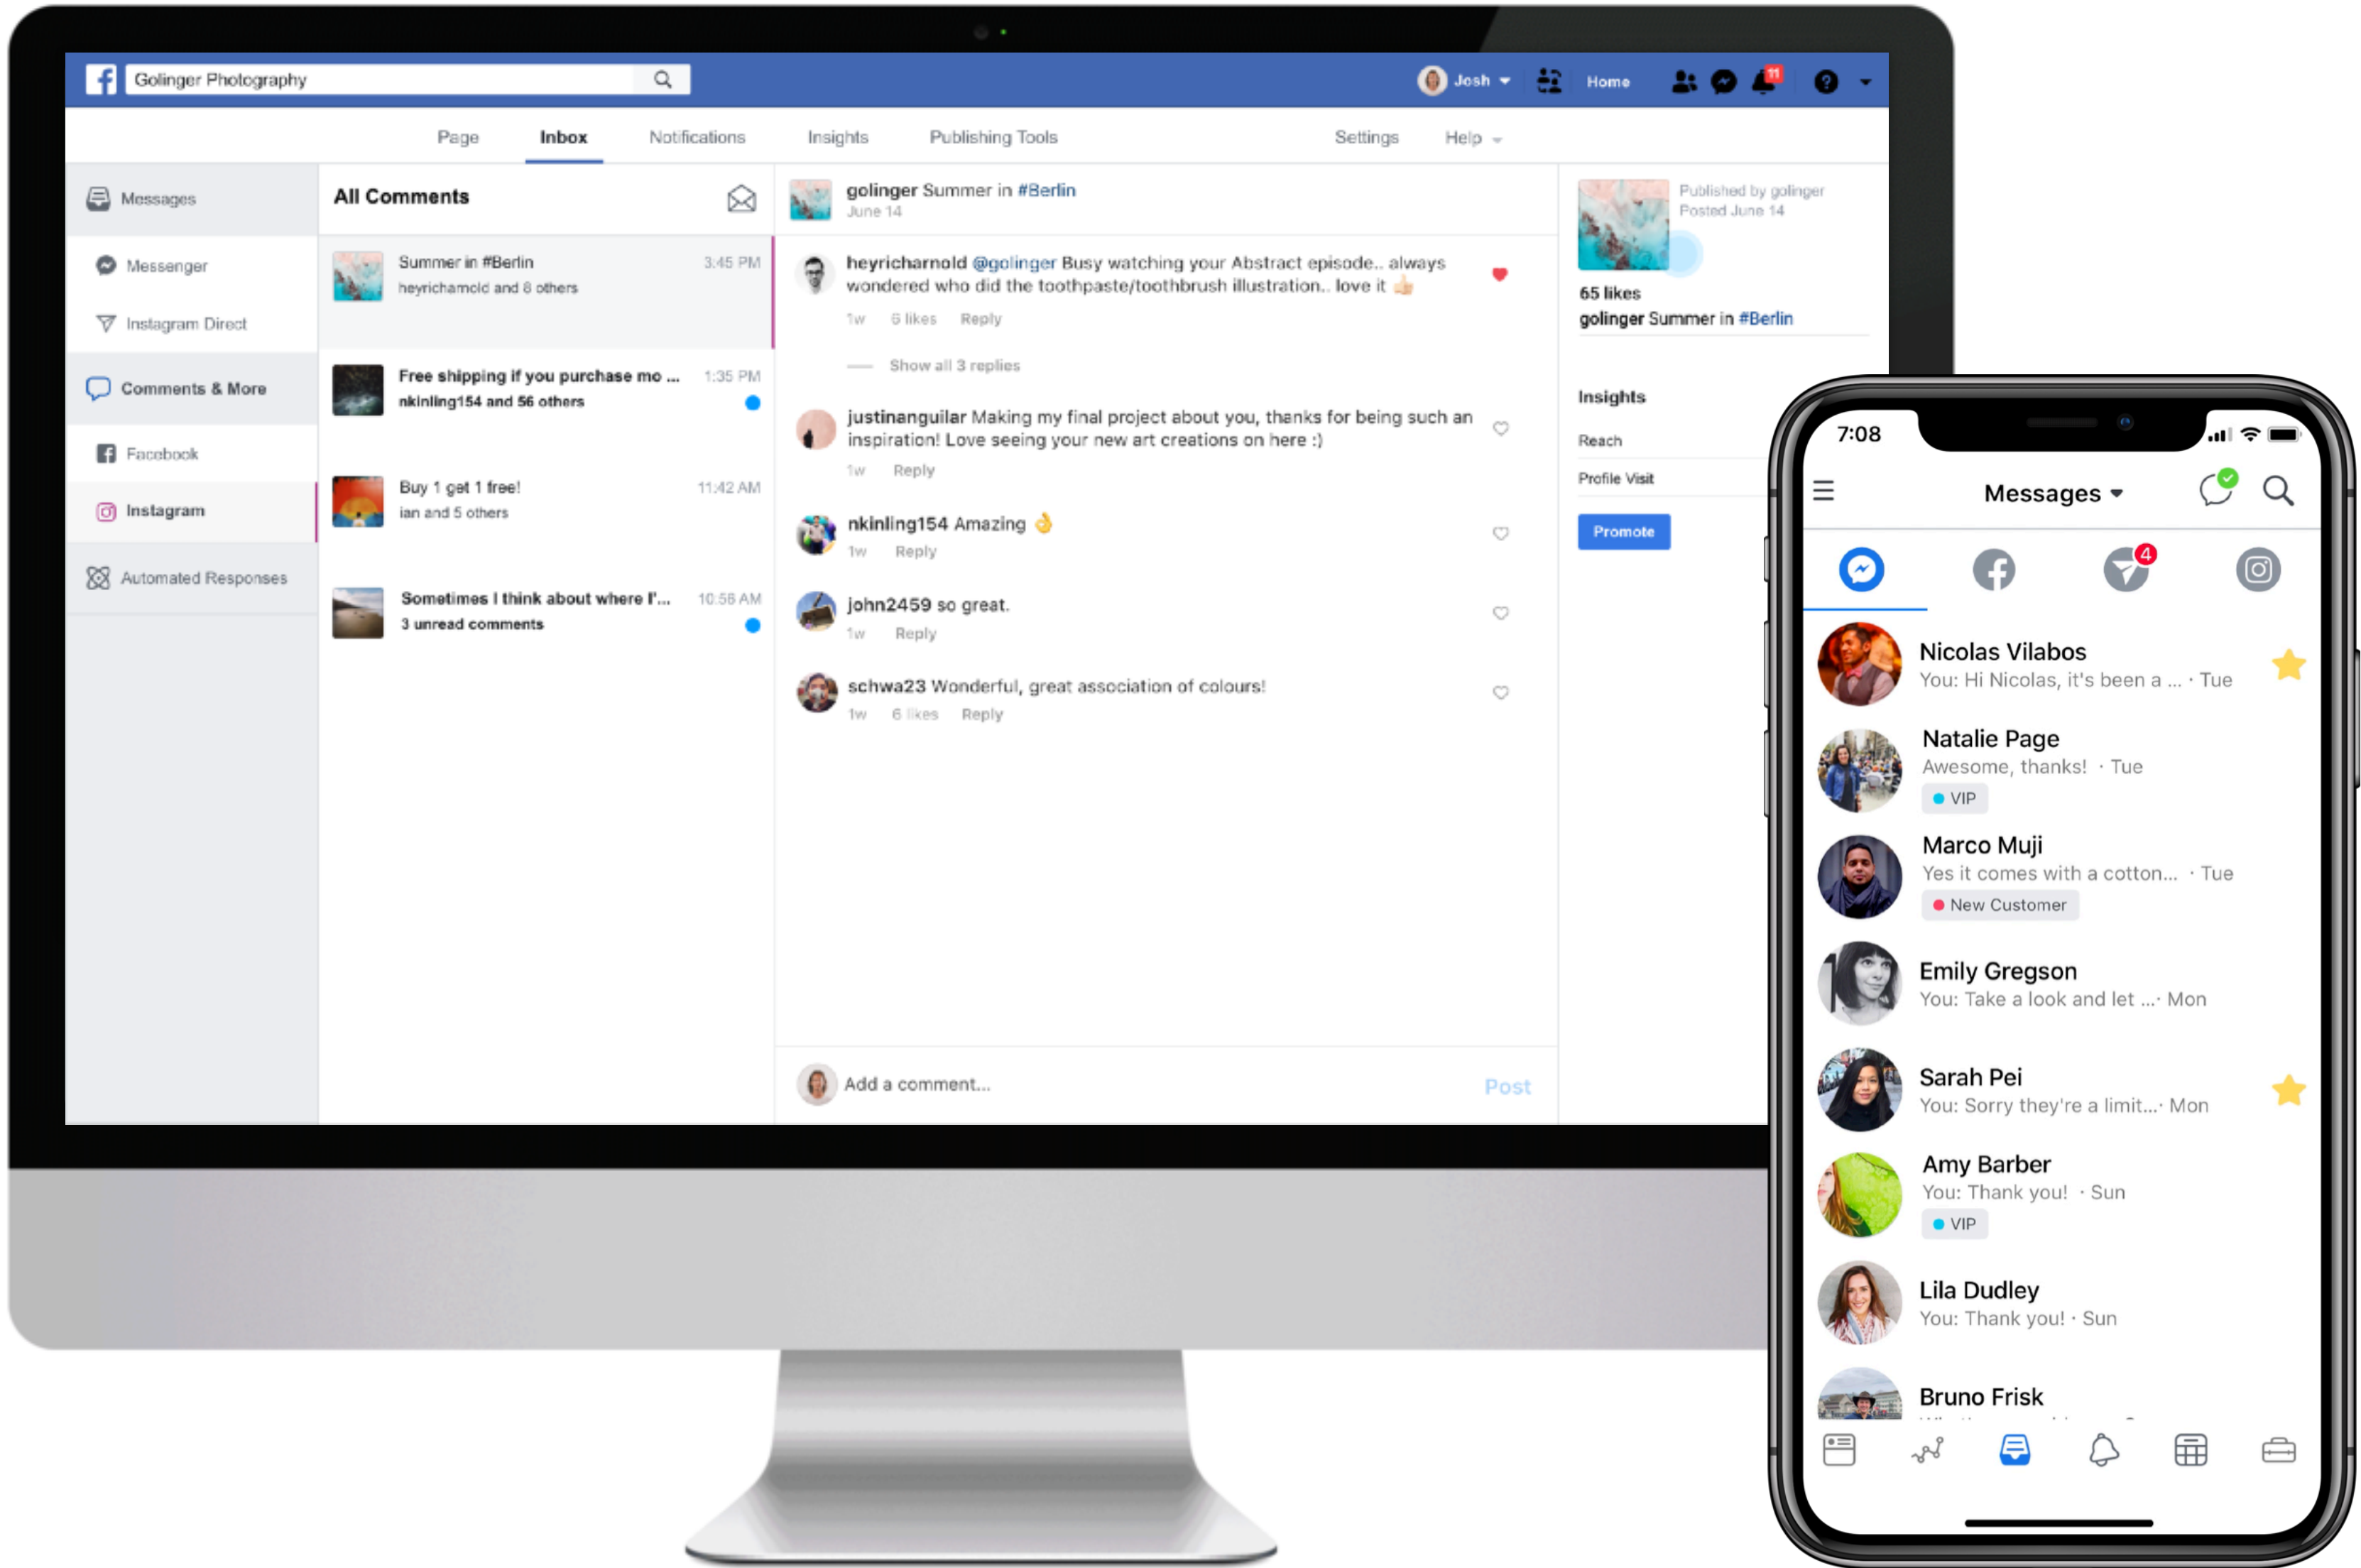 Golinger Photography
Josh
Home
11
Page
Inbox
Notifications
Insights
Publishing Tools
Settings
Help
Messages
Messenger
Instagram Direct
Comments & More
Facebook
Instagram
Automated Responses
All Comments
Summer in #Berlin
3:45 PM
heyricharnold and 8 others
Free shipping if you purchase mo ...
1:35 PM
nkinling154 and 56 others
Buy 1 get 1 free!
11:42 AM
ian and 5 others
Sometimes I think about where I'...
10:56 AM
3 unread comments
golinger Summer in #Berlin
June 14
heyricharnold @golinger Busy watching your Abstract episode.. always
wondered who did the toothpaste/toothbrush illustration.. love it 👍
1w 6 likes Reply
Show all 3 replies
justinanguilar Making my final project about you, thanks for being such an
inspiration! Love seeing your new art creations on here :)
1w Reply
nkinling154 Amazing 👌
1w Reply
john2459 so great.
1w Reply
schwa23 Wonderful, great association of colours!
1w 6 likes Reply
Add a comment...
Post
Published by golinger
Posted June 14
65 likes
golinger Summer in #Berlin
Insights
Reach
Profile Visit
Promote
7:08
Messages
4
Nicolas Vilabos
You: Hi Nicolas, it's been a ... · Tue
Natalie Page
Awesome, thanks! · Tue
VIP
Marco Muji
Yes it comes with a cotton... · Tue
New Customer
Emily Gregson
You: Take a look and let ...· Mon
Sarah Pei
You: Sorry they're a limit...· Mon
Amy Barber
You: Thank you! · Sun
VIP
Lila Dudley
You: Thank you! · Sun
Bruno Frisk